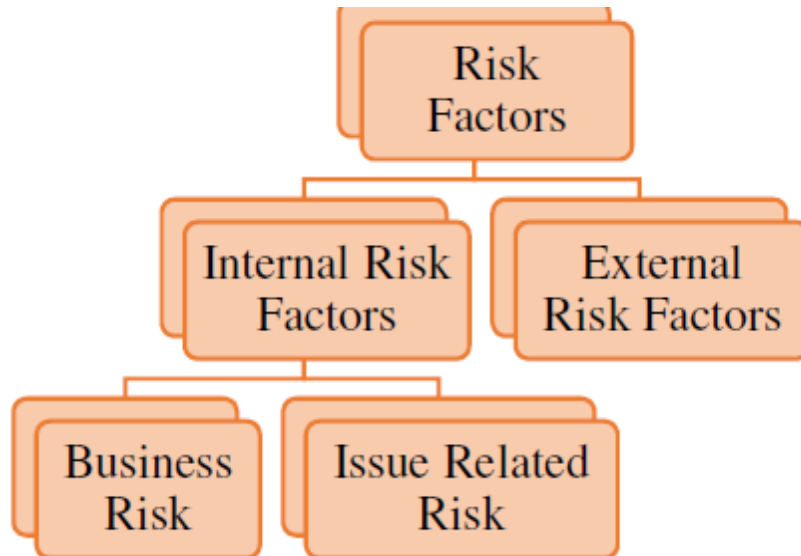 Risk
Factors
Internal Risk
Factors
External
Risk Factors
Business
Risk
Issue Related
Risk